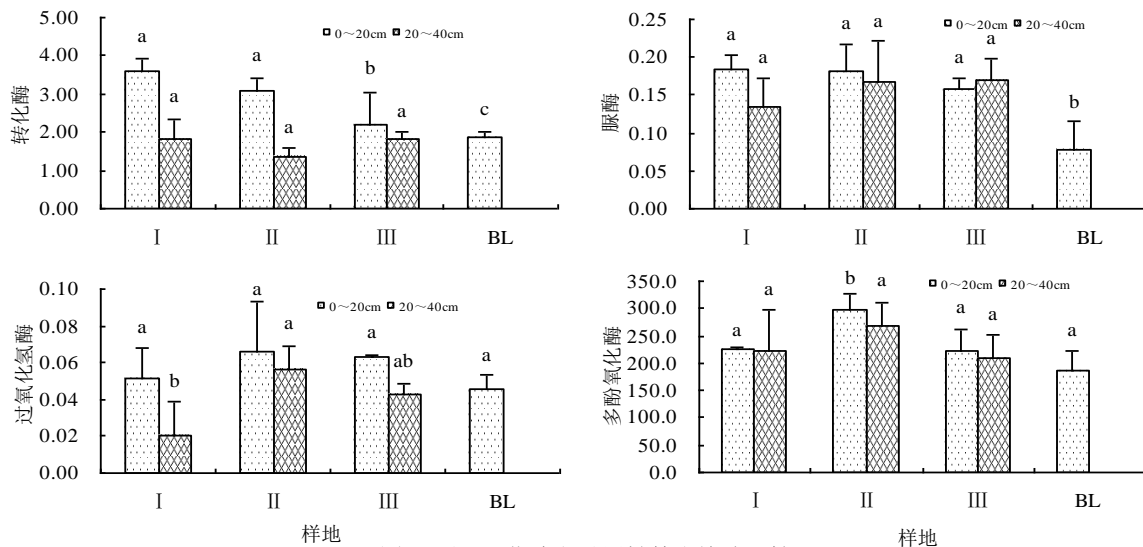 5.00
4.00
3.00
2.00
1.00
0.00
转化酶
0～20cm 20～40cm
a a a a b a c
Ⅰ Ⅱ Ⅲ BL
0.25
0.20
0.15
0.10
0.05
0.00
脲酶
0～20cm 20～40cm
a a a a a a b
Ⅰ Ⅱ Ⅲ BL
0.10
0.08
0.06
0.04
0.02
0.00
过氧化氢酶
0～20cm 20～40cm
a b a a a ab a
Ⅰ Ⅱ Ⅲ BL
样地
350.0
300.0
250.0
200.0
150.0
100.0
50.0
0.0
多酚氧化酶
0～20cm 20～40cm
a a b a a a a
Ⅰ Ⅱ Ⅲ BL
样地